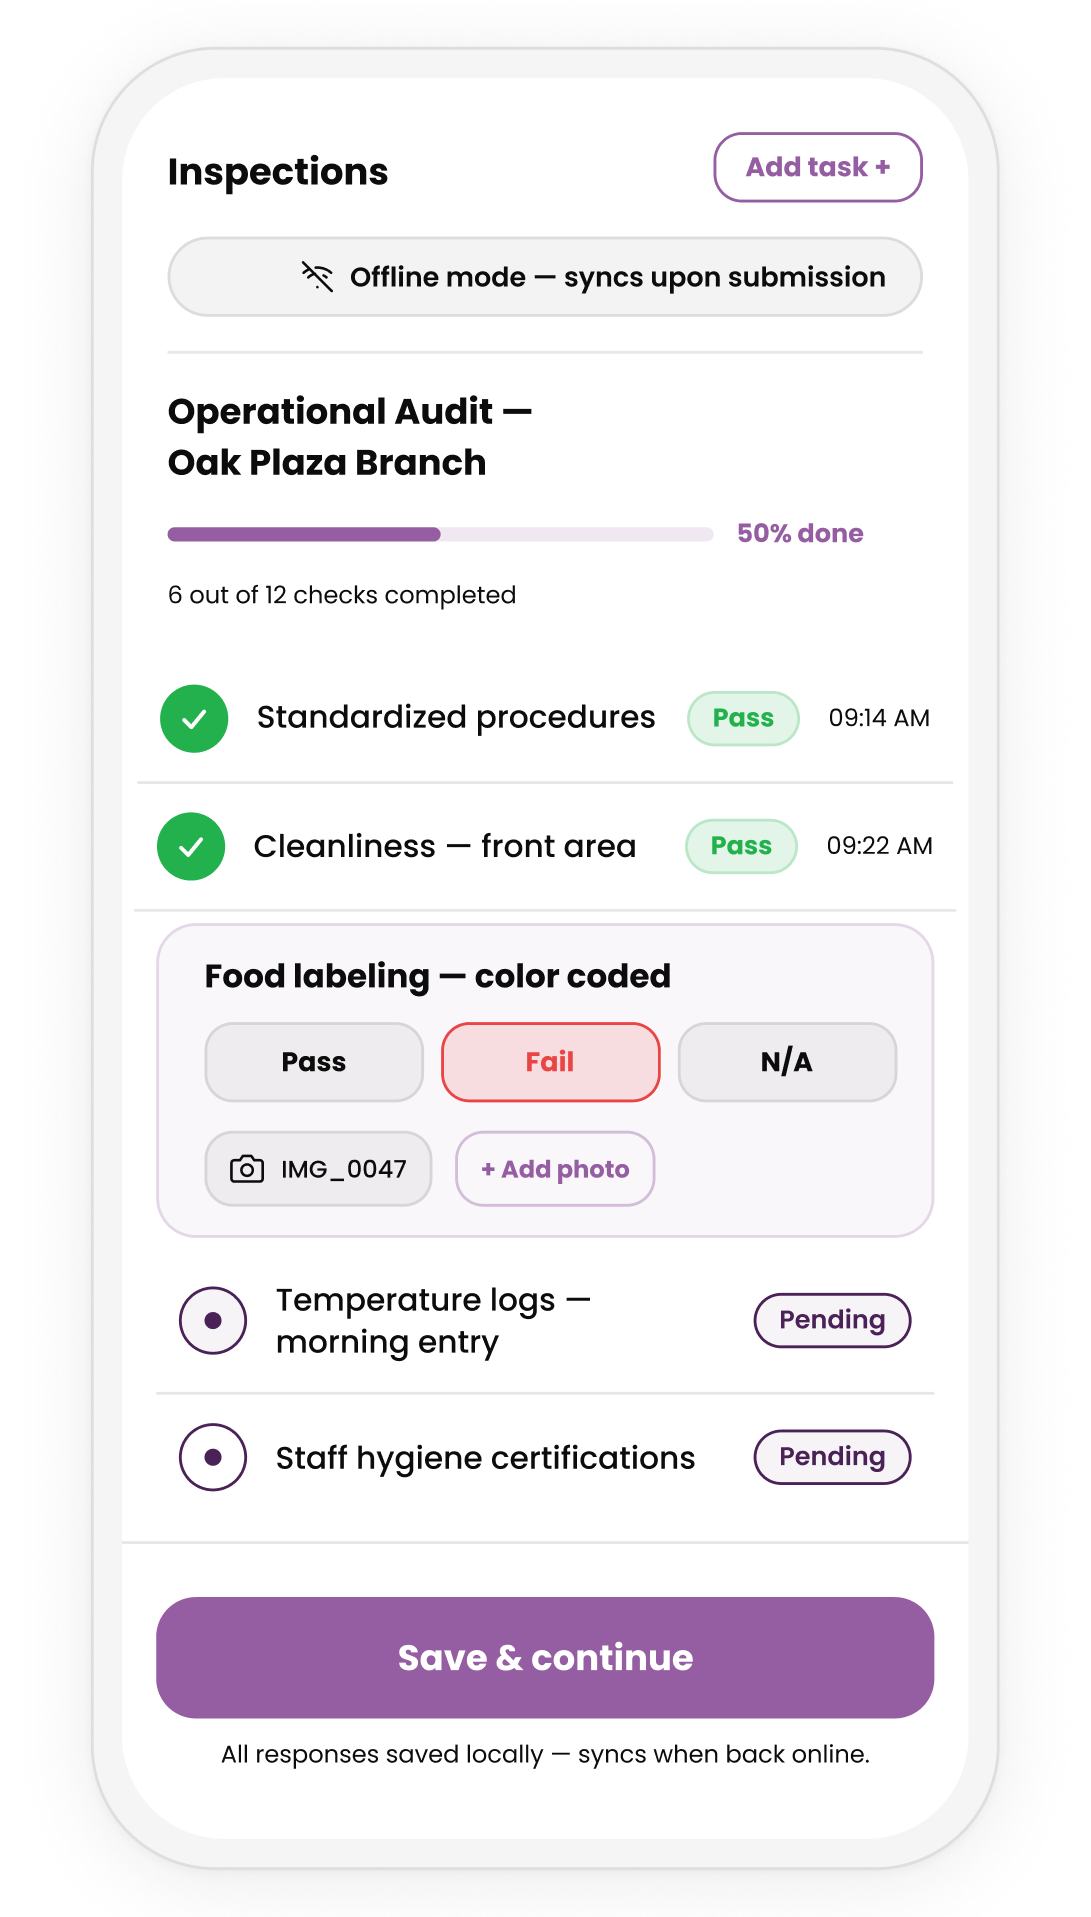 Inspections
Add task +
Offline mode — syncs upon submission
Operational Audit —
Oak Plaza Branch
50% done
6 out of 12 checks completed
Standardized procedures Pass 09:14 AM
Cleanliness — front area Pass 09:22 AM
Food labeling — color coded
Pass Fail N/A
IMG_0047 + Add photo
Temperature logs —
morning entry
Pending
Staff hygiene certifications Pending
Save & continue
All responses saved locally — syncs when back online.